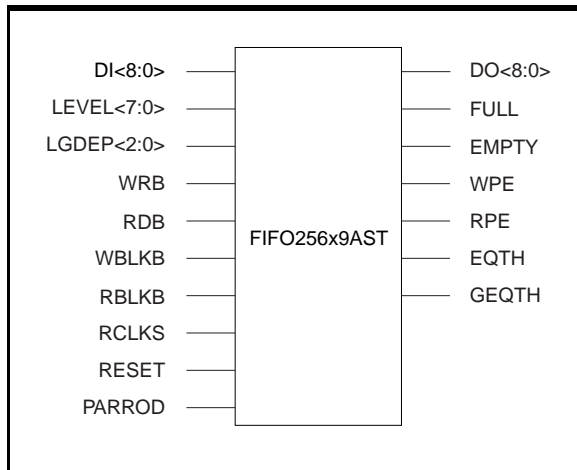 DI<8:0>
LEVEL<7:0>
LGDEP<2:0>
WRB
RDB
WBLKB
RBLKB
RCLKS
RESET
PARROD
FIFO256x9AST
DO<8:0>
FULL
EMPTY
WPE
RPE
EQTH
GEQTH